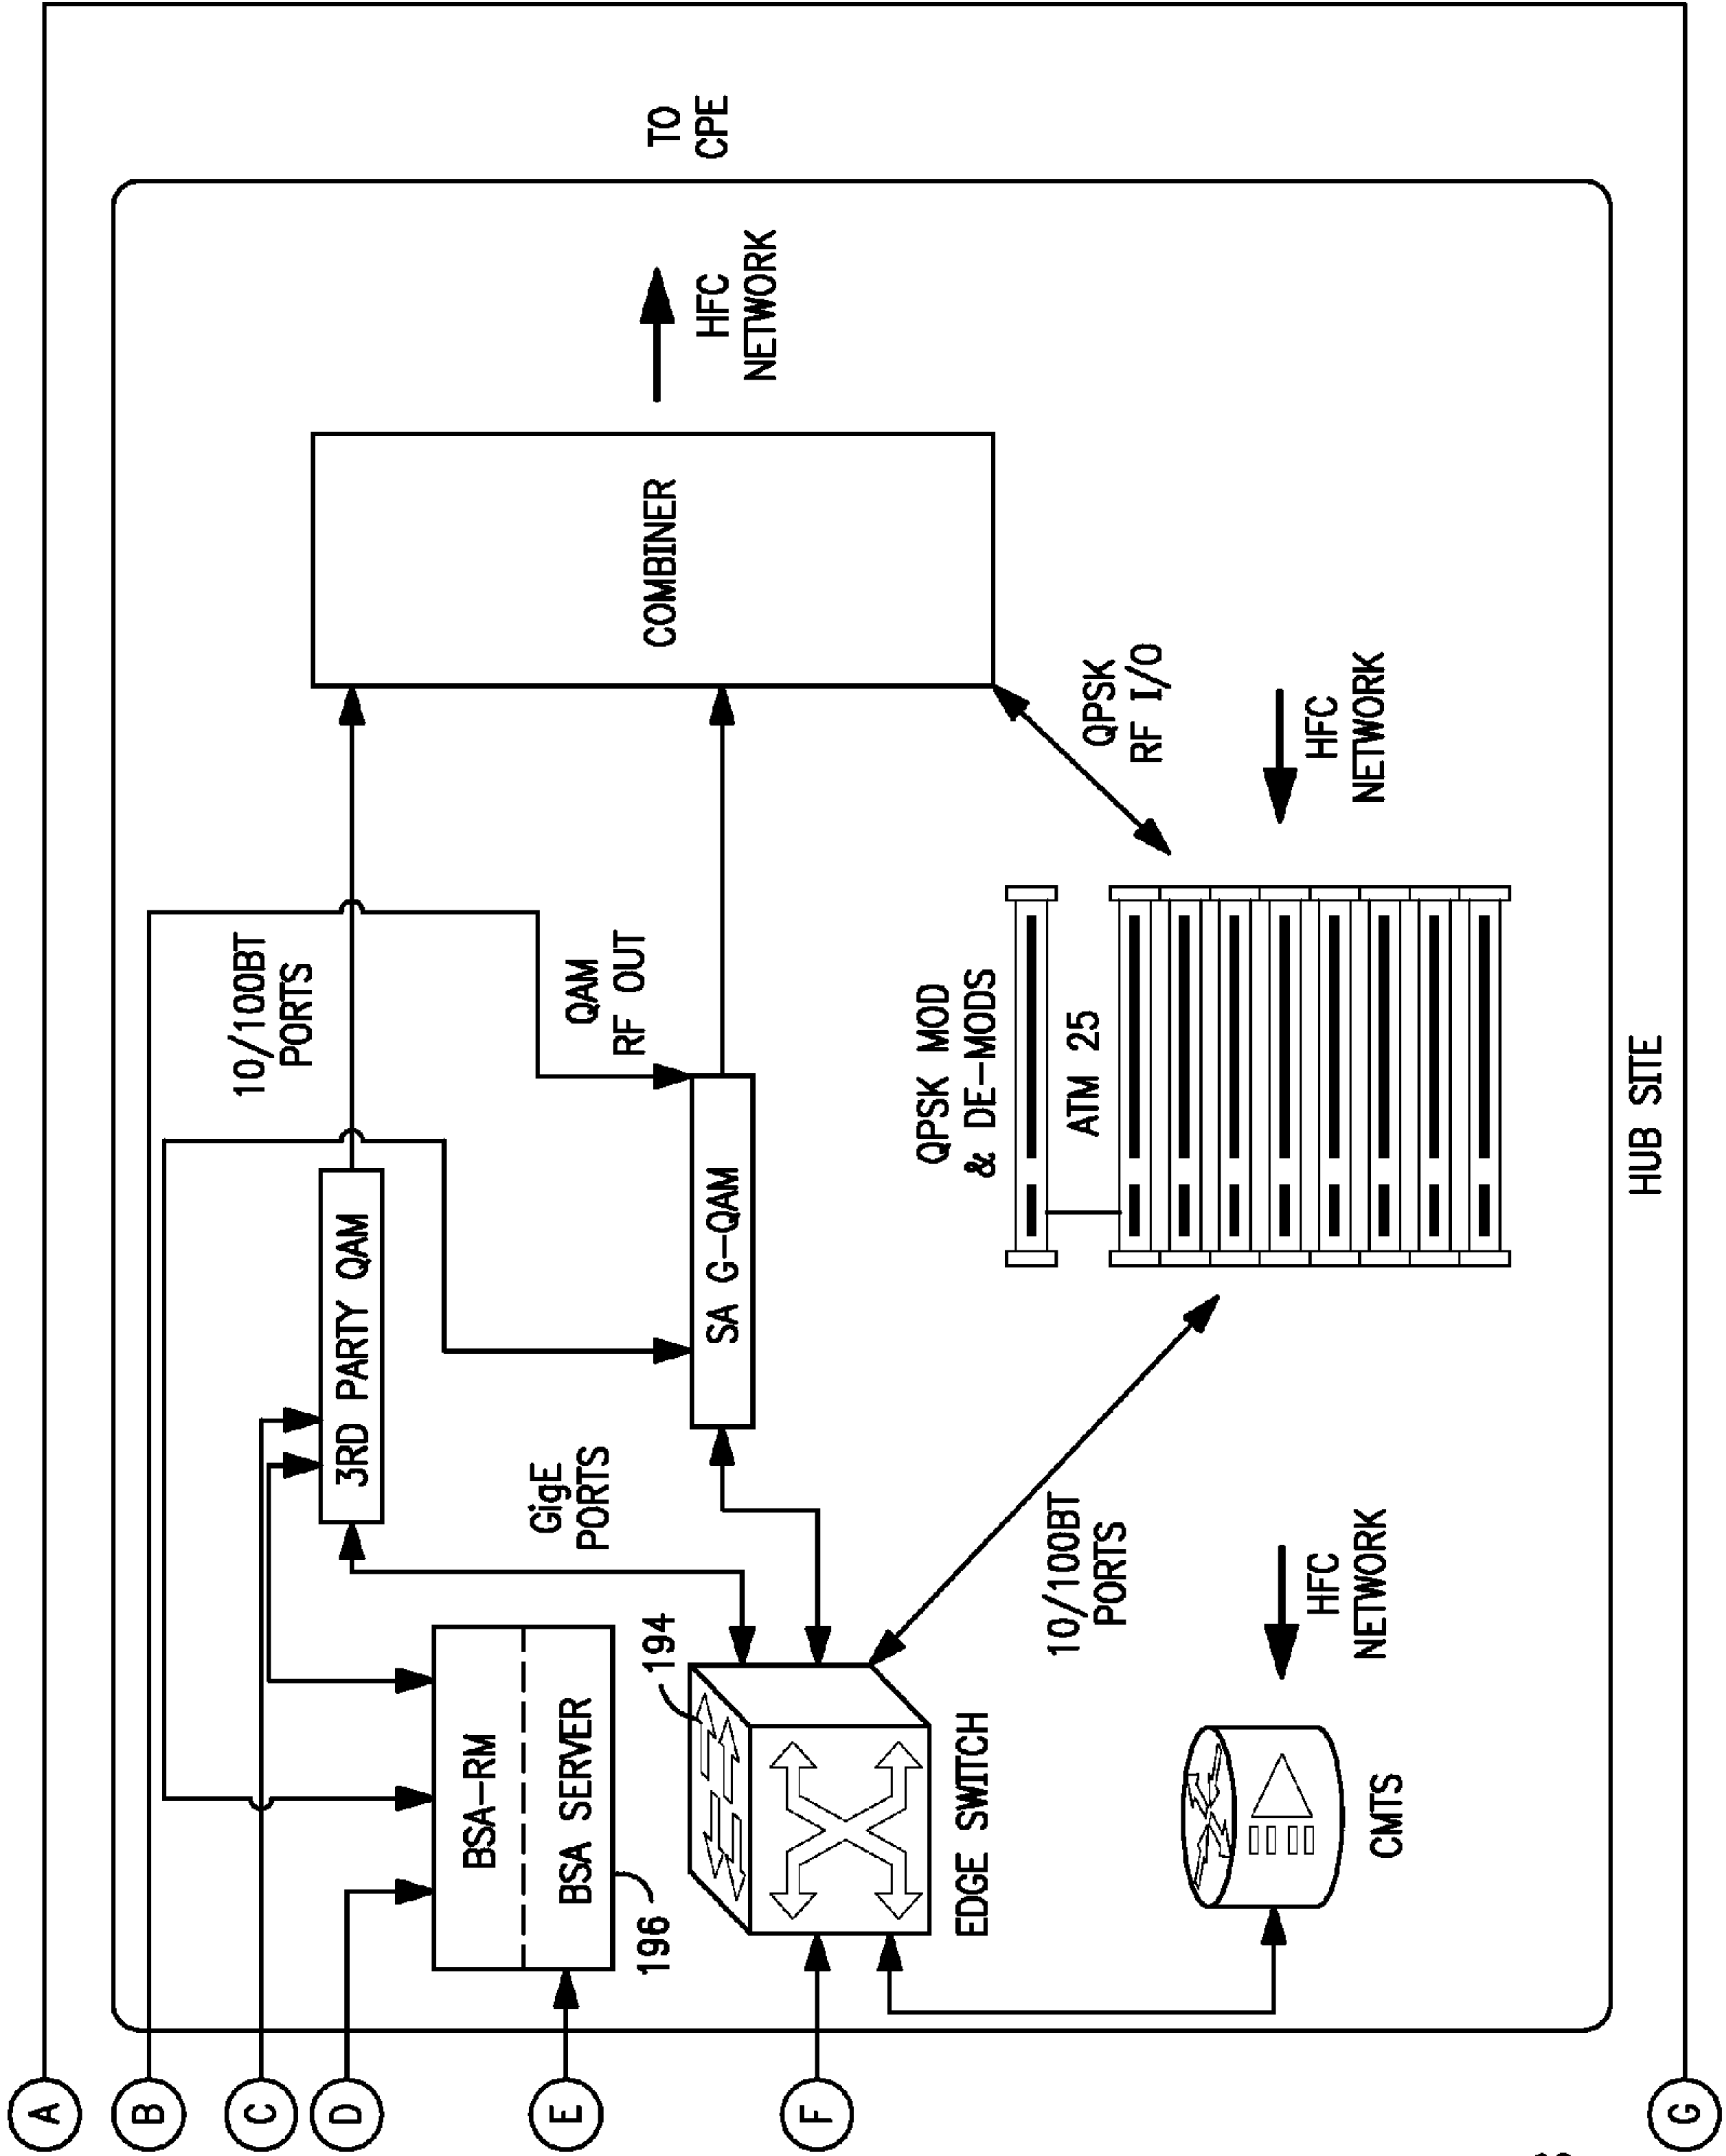 A
B
C
D
E
F
G
BSA-RM
BSA SERVER
196
194
EDGE SWITCH
CMTS
3RD PARTY QAM
SA G-QAM
GigE
PORTS
10/100BT
PORTS
10/100BT
PORTS
QAM
RF OUT
QPSK MOD
& DE-MODS
ATM 25
QPSK
RF I/O
COMBINER
HFC
NETWORK
HFC
NETWORK
HFC
NETWORK
TO
CPE
HUB SITE